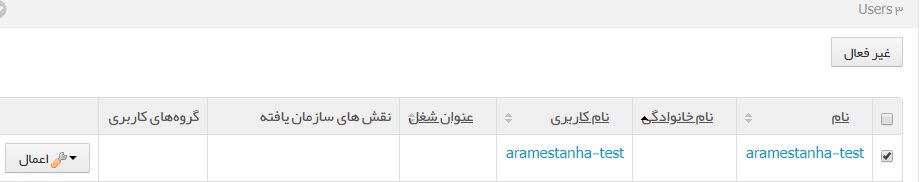 Users ۳
غیر فعال
نام نام خانوادگی نام کاربری عنوان شغل نقش های سازمان یافته گروه‌های کاربری
aramestanha-test aramestanha-test اعمال